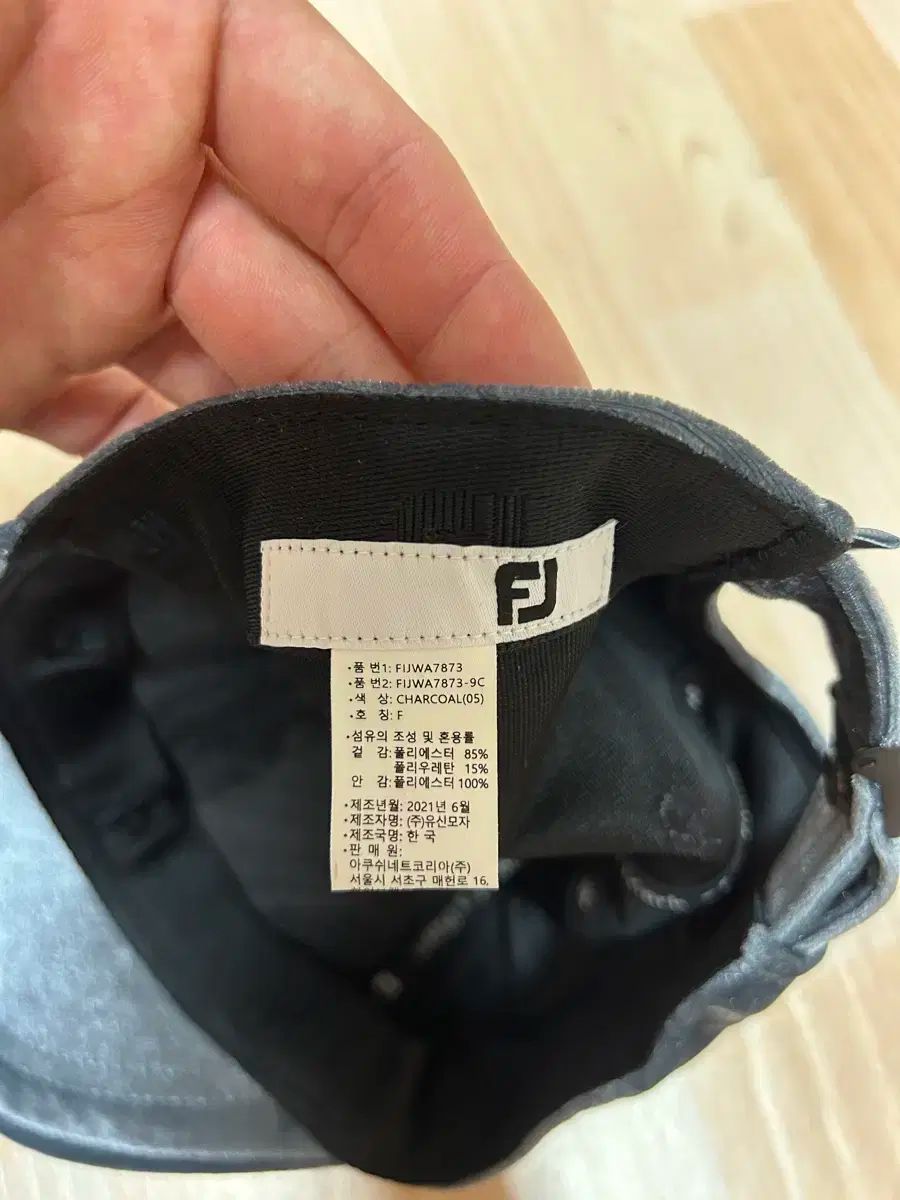 FJ
·품 번1: FIJWA7873
·품 번2: FIJWA7873-9C
·색 상: CHARCOAL(05)
·호 칭: F
·섬유의 조성 및 혼용률
겉 감:폴리에스터 85%
폴리우레탄 15%
안 감:폴리에스터 100%
·제조년월: 2021년 6월
·제조자명: (주)유신모자
·제조국명: 한 국
·판 매 원:
아쿠쉬네트코리아(주)
서울시 서초구 매헌로 16,